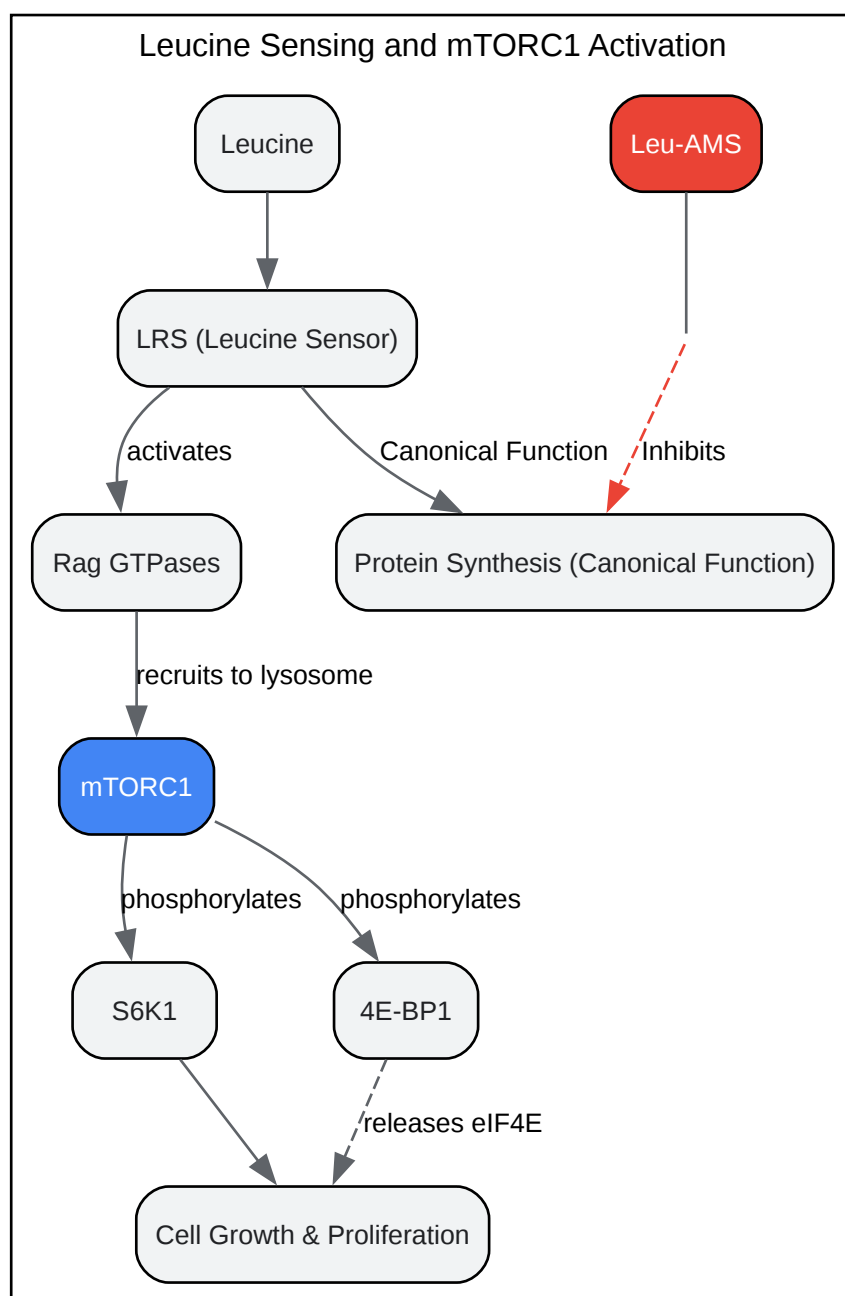 Leucine Sensing and mTORC1 Activation
Leucine
Leu-AMS
LRS (Leucine Sensor)
activates
Canonical Function
Inhibits
Rag GTPases
Protein Synthesis (Canonical Function)
recruits to lysosome
mTORC1
phosphorylates
phosphorylates
S6K1
4E-BP1
releases eIF4E
Cell Growth & Proliferation